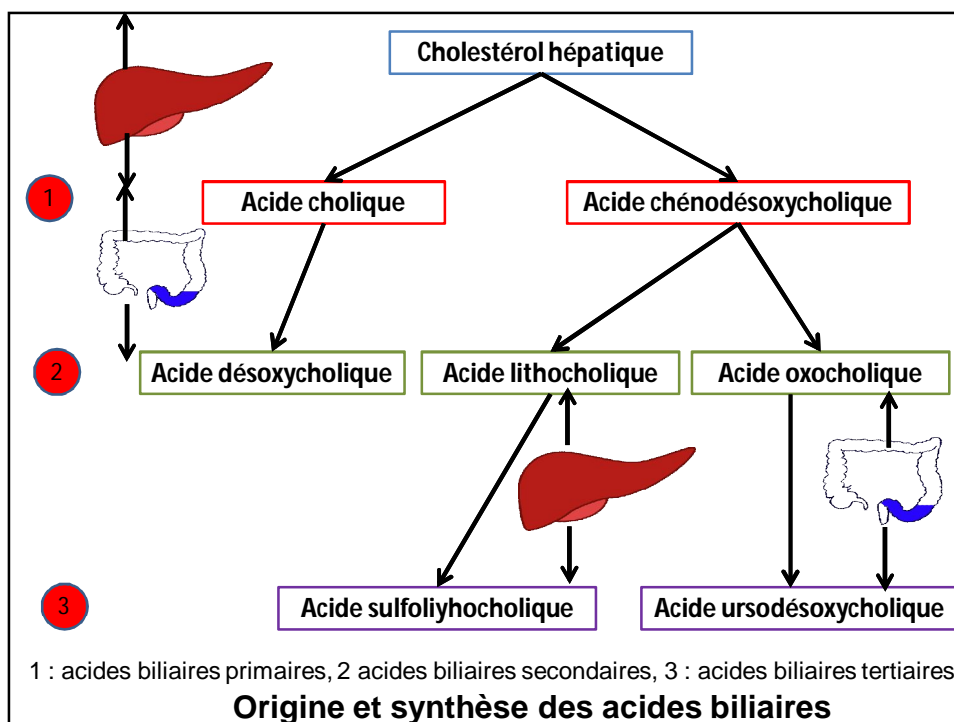 Cholestérol hépatique
1
Acide cholique
Acide chénodésoxycholique
2
Acide désoxycholique
Acide lithocholique
Acide oxocholique
3
Acide sulfoliyhocholique
Acide ursodésoxycholique
1 : acides biliaires primaires, 2 acides biliaires secondaires, 3 : acides biliaires tertiaires
Origine et synthèse des acides biliaires